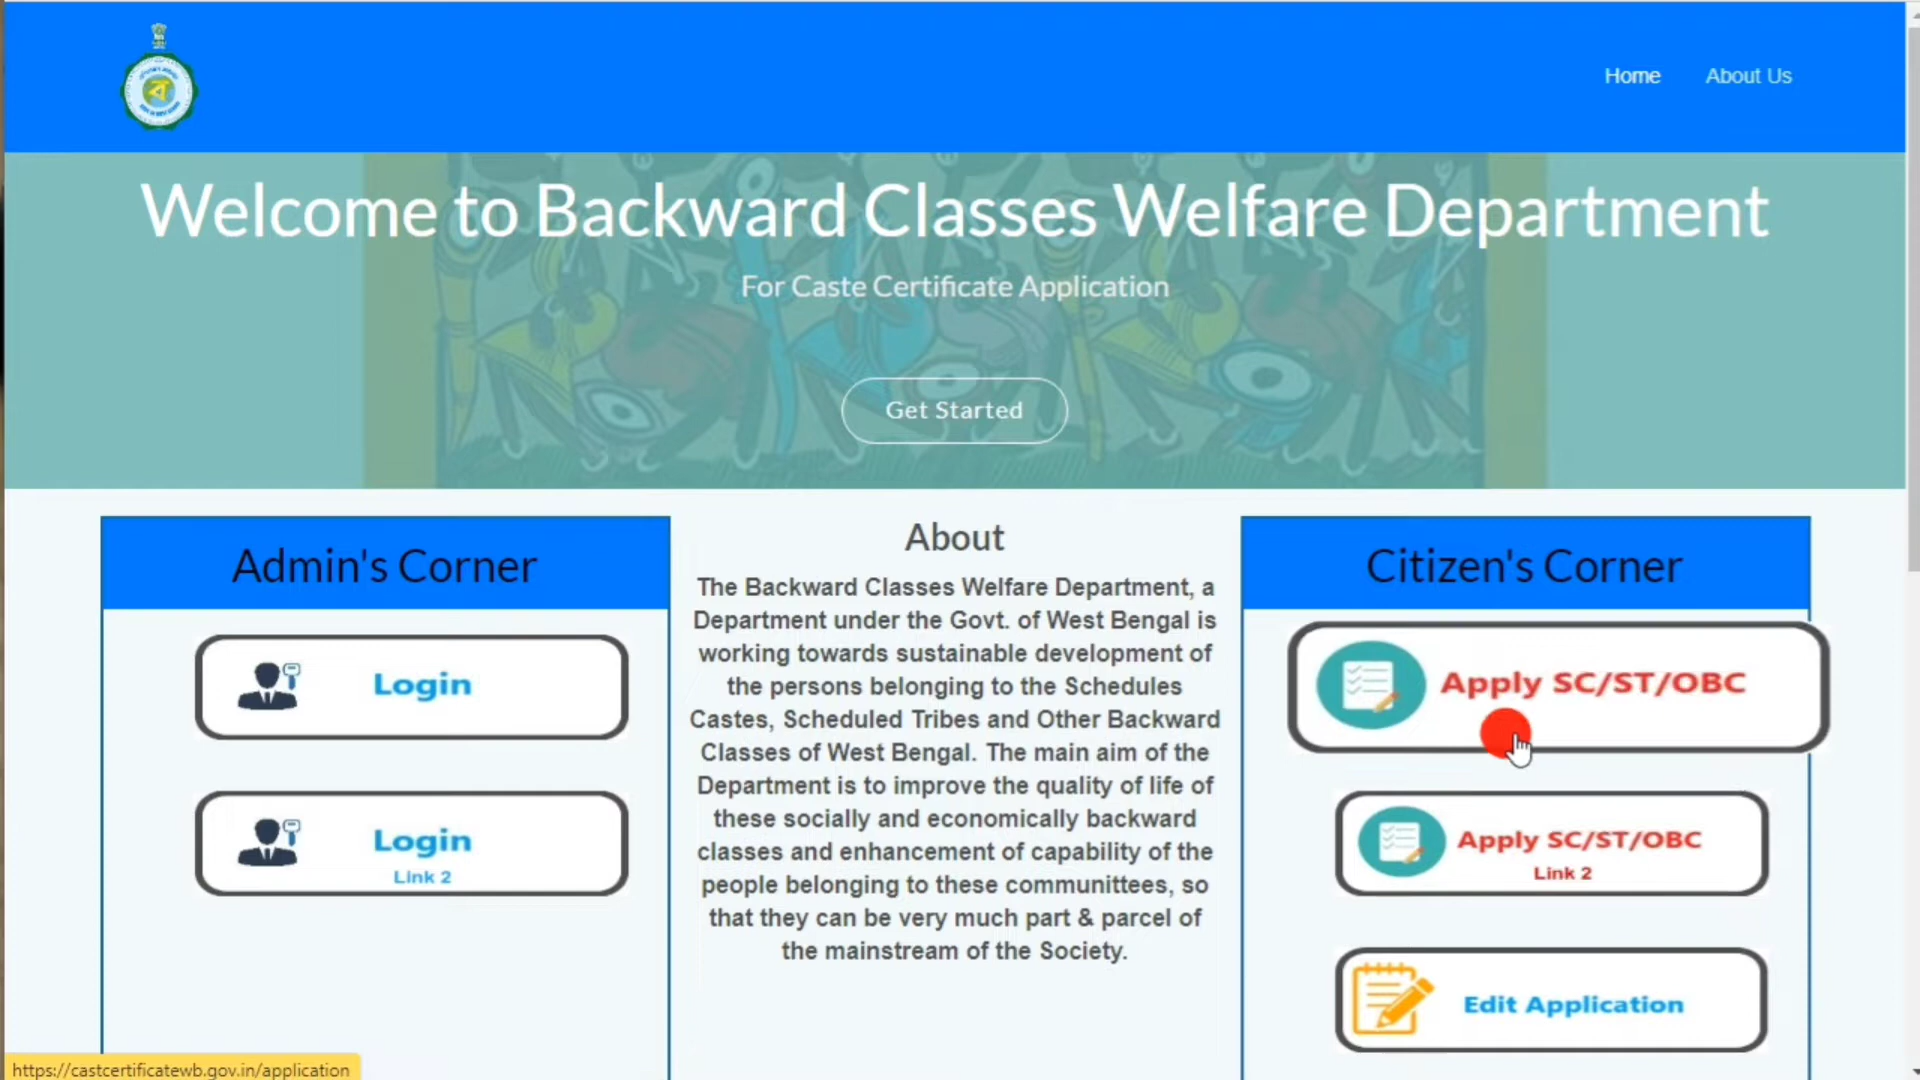 Home
About Us
Welcome to Backward Classes Welfare Department
For Caste Certificate Application
Get Started
Admin's Corner
Login
Login
Link 2
About
The Backward Classes Welfare Department, a
Department under the Govt. of West Bengal is
working towards sustainable development of
the persons belonging to the Schedules
Castes, Scheduled Tribes and Other Backward
Classes of West Bengal. The main aim of the
Department is to improve the quality of life of
these socially and economically backward
classes and enhancement of capability of the
people belonging to these communittees, so
that they can be very much part & parcel of
the mainstream of the Society.
Citizen's Corner
Apply SC/ST/OBC
Apply SC/ST/OBC
Link 2
Edit Application
https://castcertificatewb.gov.in/application